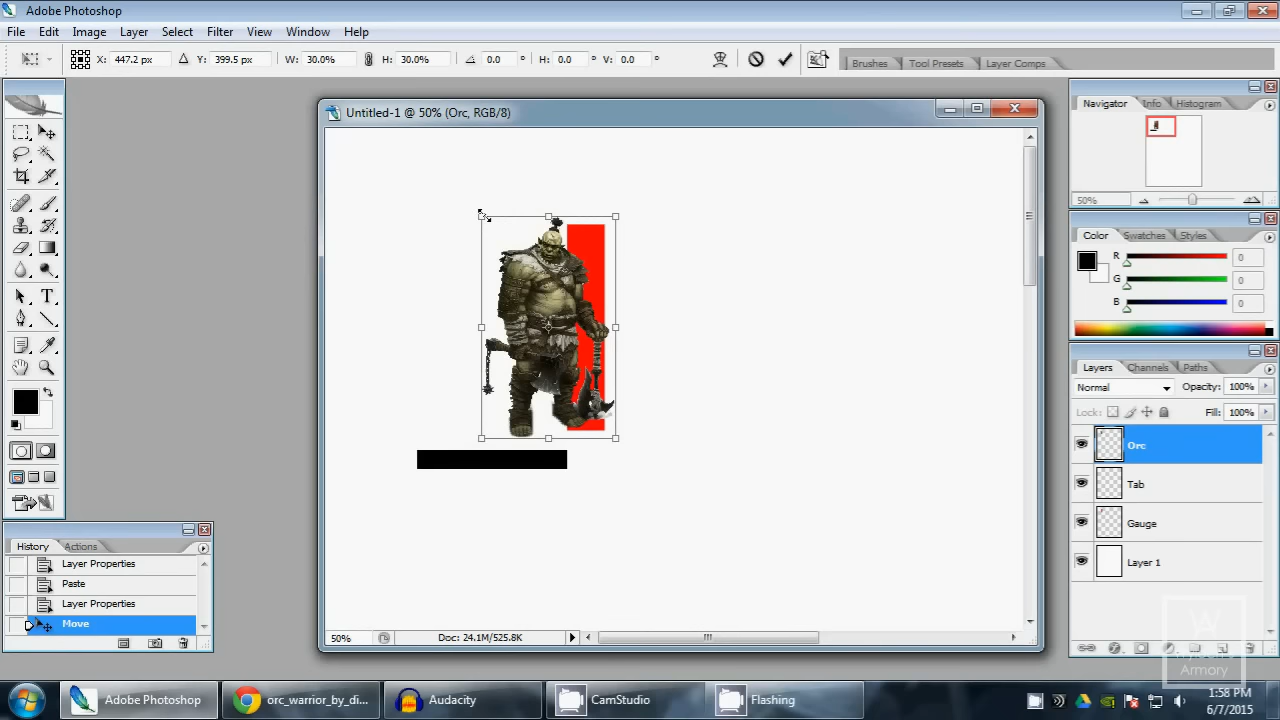 Adobe Photoshop
File Edit Image Layer Select Filter View Window Help
X: 447.2 px Y: 399.5 px W: 30.0% H: 30.0% 0.0 ° H: 0.0 ° V: 0.0 °
Brushes Tool Presets Layer Comps
Untitled-1 @ 50% (Orc, RGB/8)
Navigator Info Histogram
50%
Color Swatches Styles
R 0
G 0
B 0
Layers Channels Paths
Normal Opacity: 100%
Lock: Fill: 100%
Orc
Tab
Gauge
Layer 1
History Actions
Layer Properties
Paste
Layer Properties
Move
50% Doc: 24.1M/525.8K
Armory
Adobe Photoshop orc_warrior_by_di... Audacity CamStudio Flashing
1:58 PM
6/7/2015